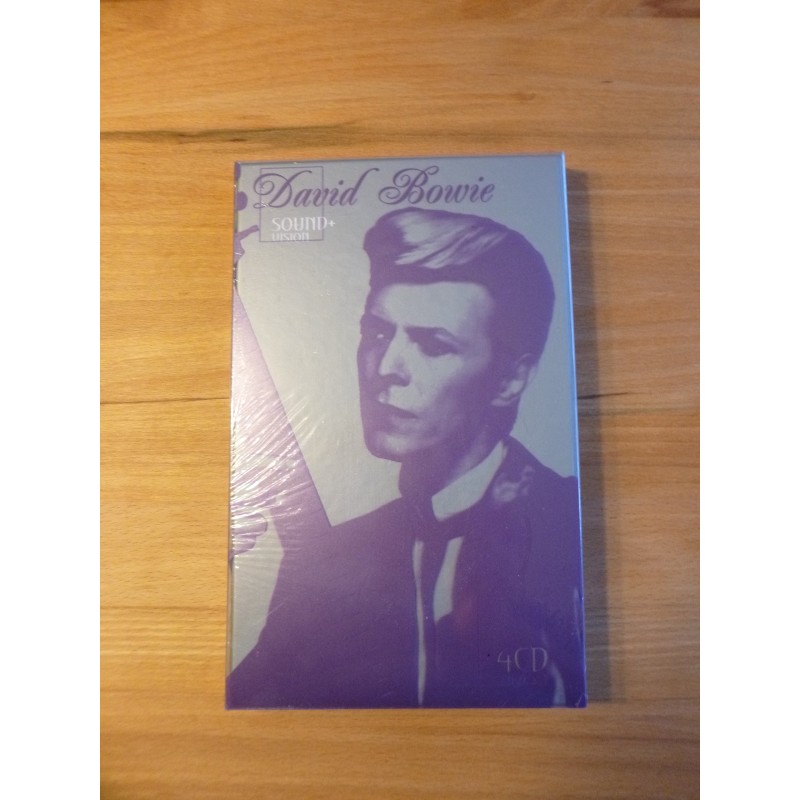 David Bowie
SOUND+
VISION
4CD